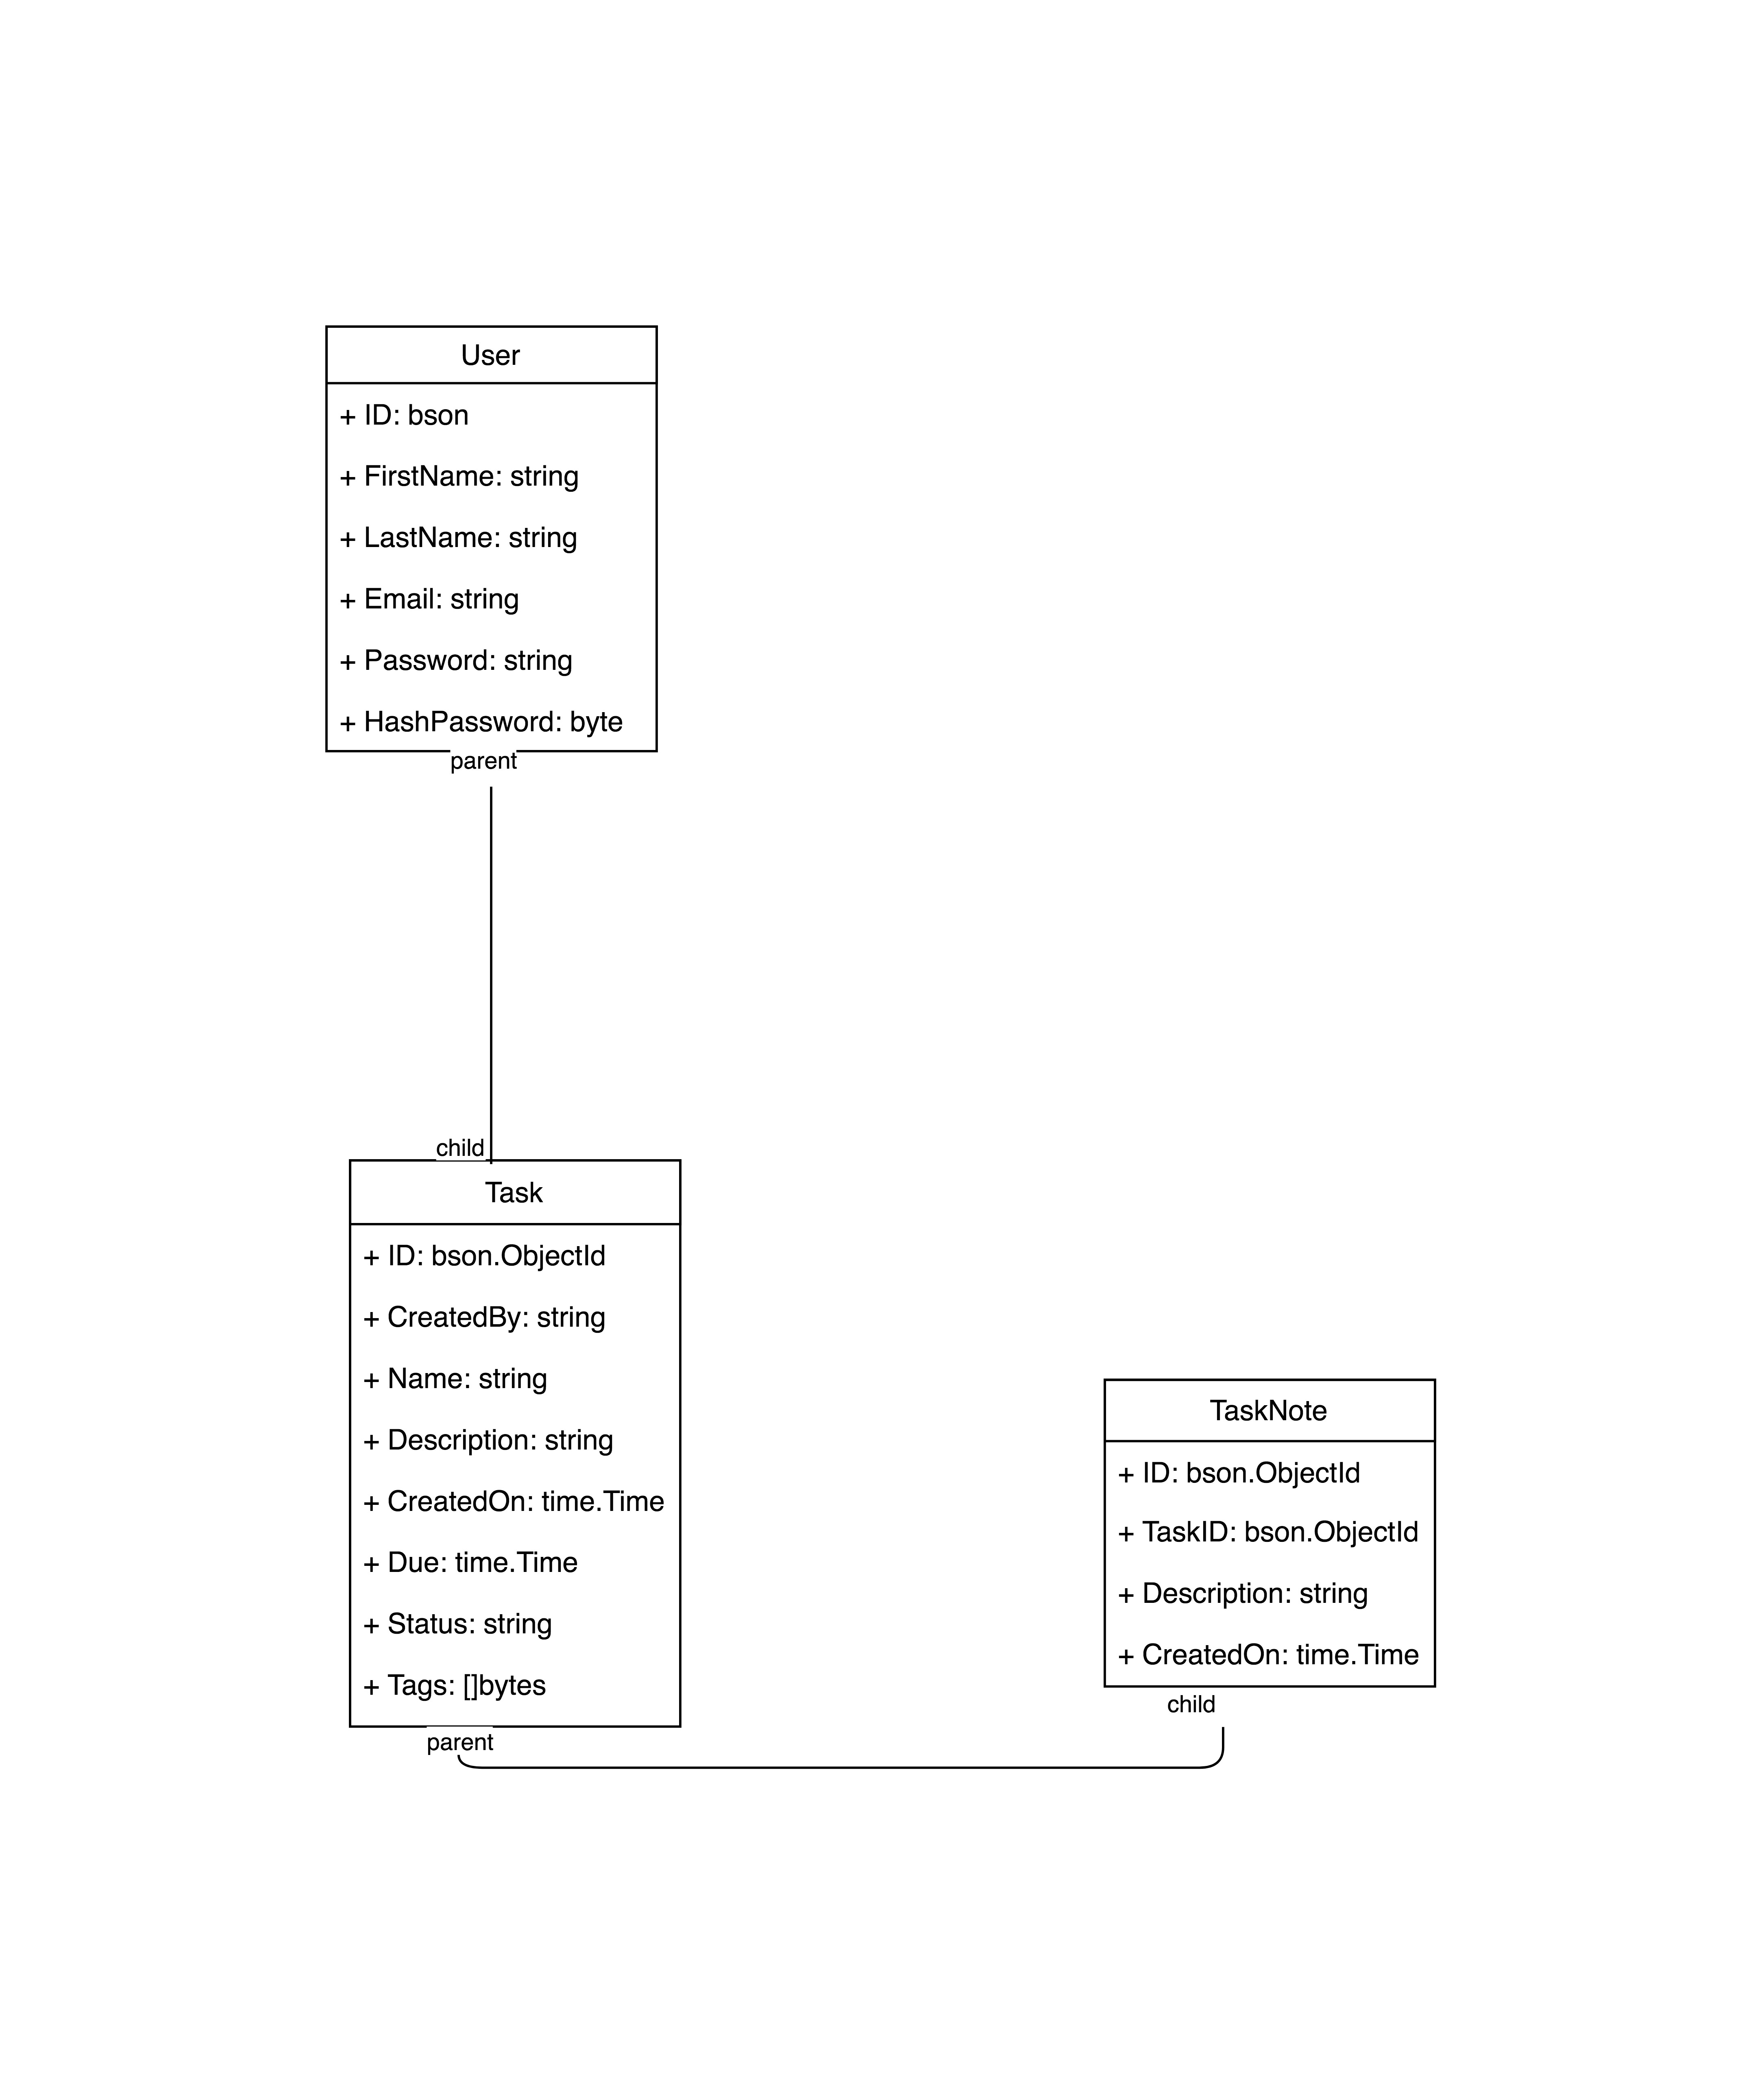 User
+ ID: bson
+ FirstName: string
+ LastName: string
+ Email: string
+ Password: string
+ HashPassword: byte
parent
child
Task
+ ID: bson.ObjectId
+ CreatedBy: string
+ Name: string
+ Description: string
+ CreatedOn: time.Time
+ Due: time.Time
+ Status: string
+ Tags: []bytes
parent
TaskNote
+ ID: bson.ObjectId
+ TaskID: bson.ObjectId
+ Description: string
+ CreatedOn: time.Time
child